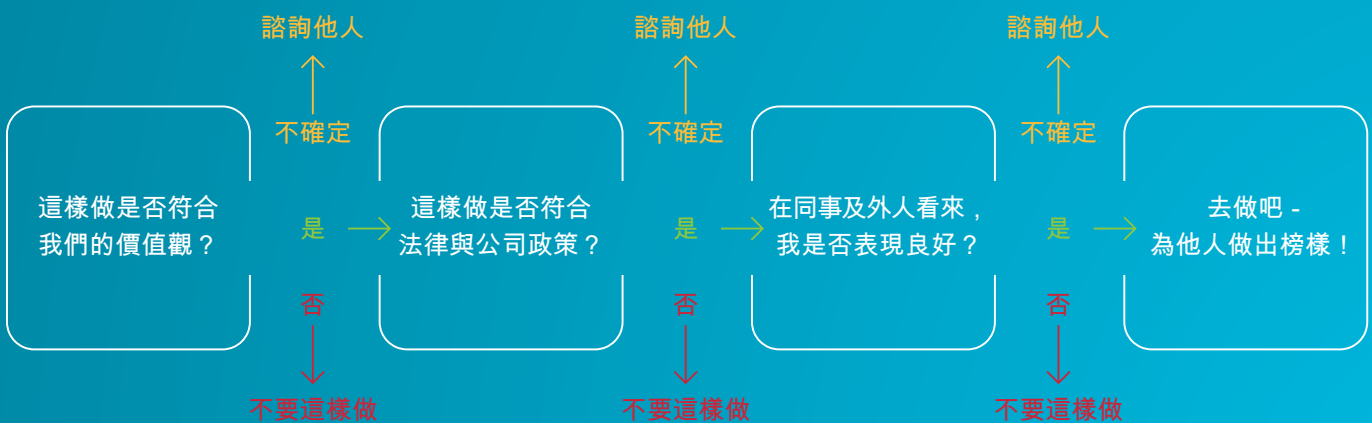 諮詢他人
諮詢他人
諮詢他人
不確定
不確定
不確定
這樣做是否符合
我們的價值觀？
是
這樣做是否符合
法律與公司政策？
是
在同事及外人看來，
我是否表現良好？
是
去做吧 -
為他人做出榜樣！
否
否
否
不要這樣做
不要這樣做
不要這樣做